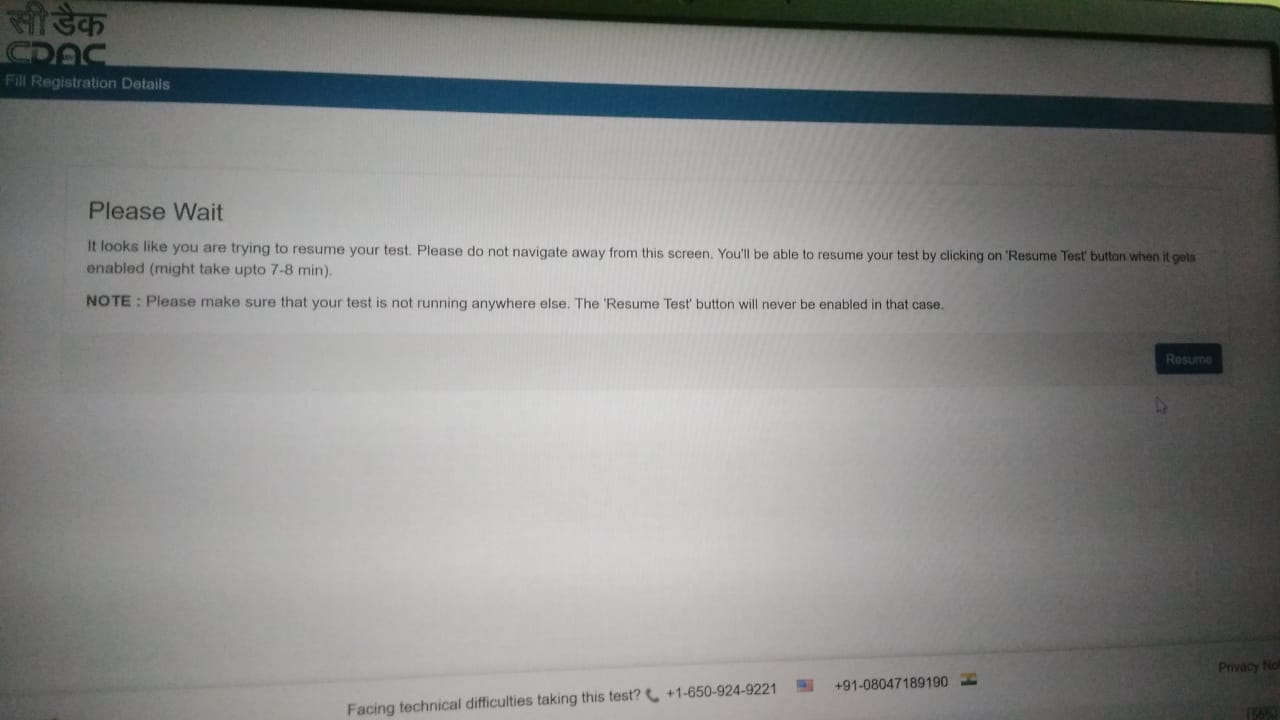 सी डैक
CDAC
Fill Registration Details
Please Wait
It looks like you are trying to resume your test. Please do not navigate away from this screen. You'll be able to resume your test by clicking on 'Resume Test' button when it gets
enabled (might take upto 7-8 min).
NOTE : Please make sure that your test is not running anywhere else. The 'Resume Test' button will never be enabled in that case.
Resume
Privacy
Facing technical difficulties taking this test? +1-650-924-9221 +91-08047189190